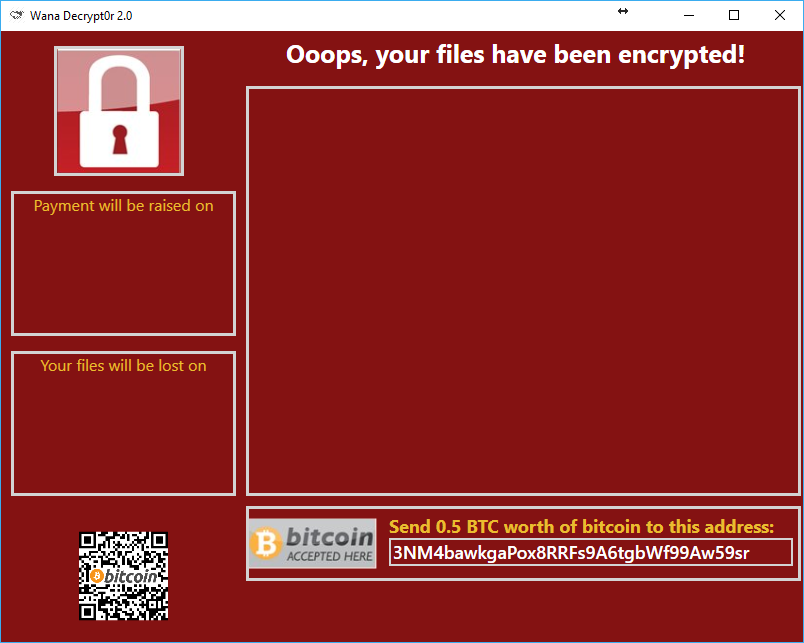 Wana Decrypt0r 2.0
Ooops, your files have been encrypted!
Payment will be raised on
Your files will be lost on
bitcoin
bitcoin
ACCEPTED HERE
Send 0.5 BTC worth of bitcoin to this address:
3NM4bawkgaPox8RRFs9A6tgbWf99Aw59sr